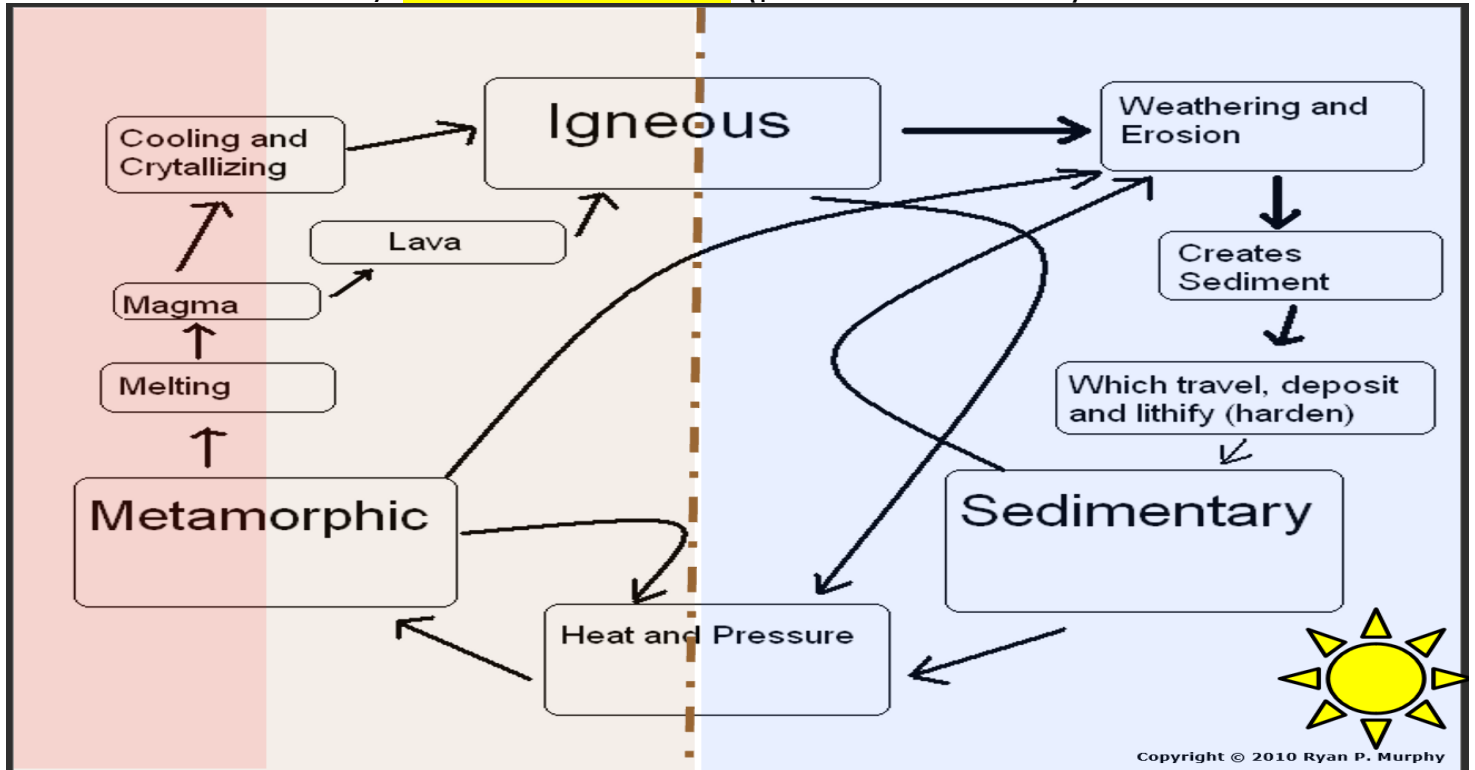 Igneous
Weathering and
Erosion
Cooling and
Crytallizing
Lava
Creates
Sediment
Magma
Melting
Which travel, deposit
and lithify (harden)
Metamorphic
Sedimentary
Heat and Pressure
Copyright © 2010 Ryan P. Murphy